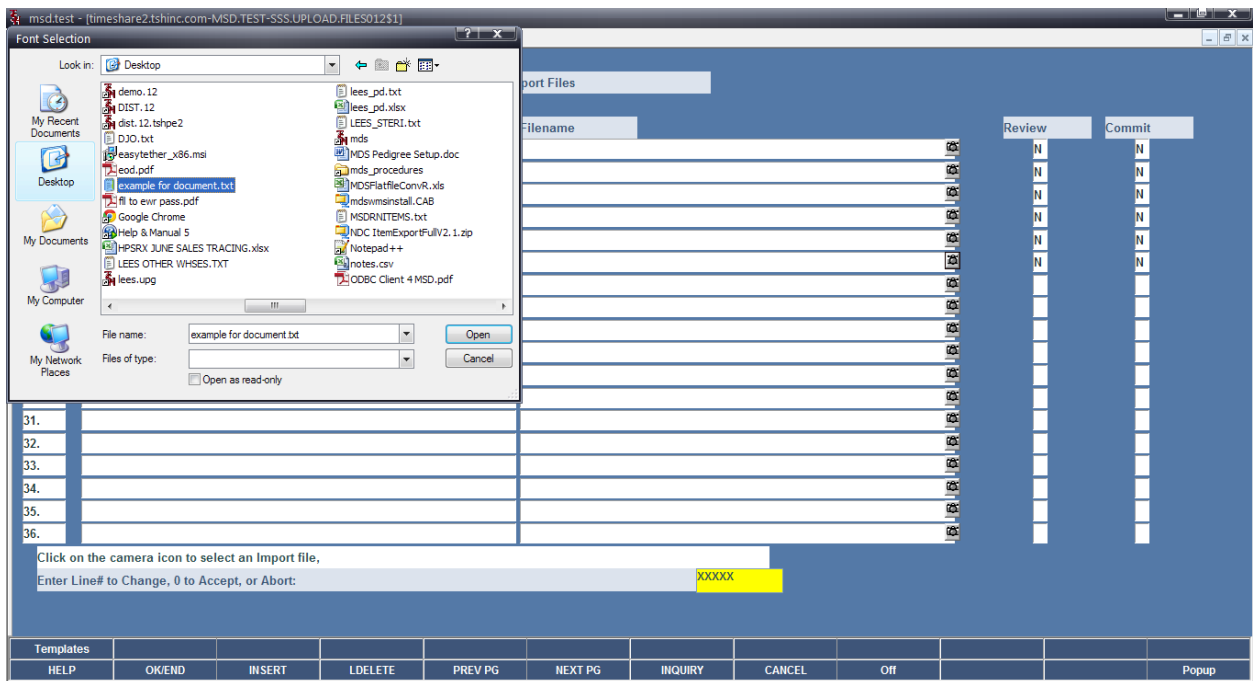 msd.test - [timeshare2.tshinc.com-MSD.TEST-SSS.UPLOAD.FILES012$1]
Font Selection
Look in: Desktop
My Recent Documents
Desktop
My Documents
My Computer
My Network Places
demo.12
DIST.12
dist.12.tshpe2
DJO.txt
easytether_x86.msi
eod.pdf
example for document.txt
fll to ewr pass.pdf
Google Chrome
Help & Manual 5
HPSRX JUNE SALES TRACING.xlsx
LEES OTHER WHSES.TXT
lees.upg
lees_pd.txt
lees_pd.xlsx
LEES_STERI.txt
mds
MDS Pedigree Setup.doc
mds_procedures
MDSFlatfileConvR.xls
mdswmsinstall.CAB
MSDRNITEMS.txt
NDC ItemExportFullV2.1.zip
Notepad++
notes.csv
ODBC Client 4 MSD.pdf
File name: example for document.txt Open
Files of type: Cancel
Open as read-only
port Files
Filename Review Commit
N N
N N
N N
N N
N N
N N
31.
32.
33.
34.
35.
36.
Click on the camera icon to select an Import file,
Enter Line# to Change, 0 to Accept, or Abort: XXXXX
Templates
HELP OK/END INSERT LDELETE PREV PG NEXT PG INQUIRY CANCEL Off Popup